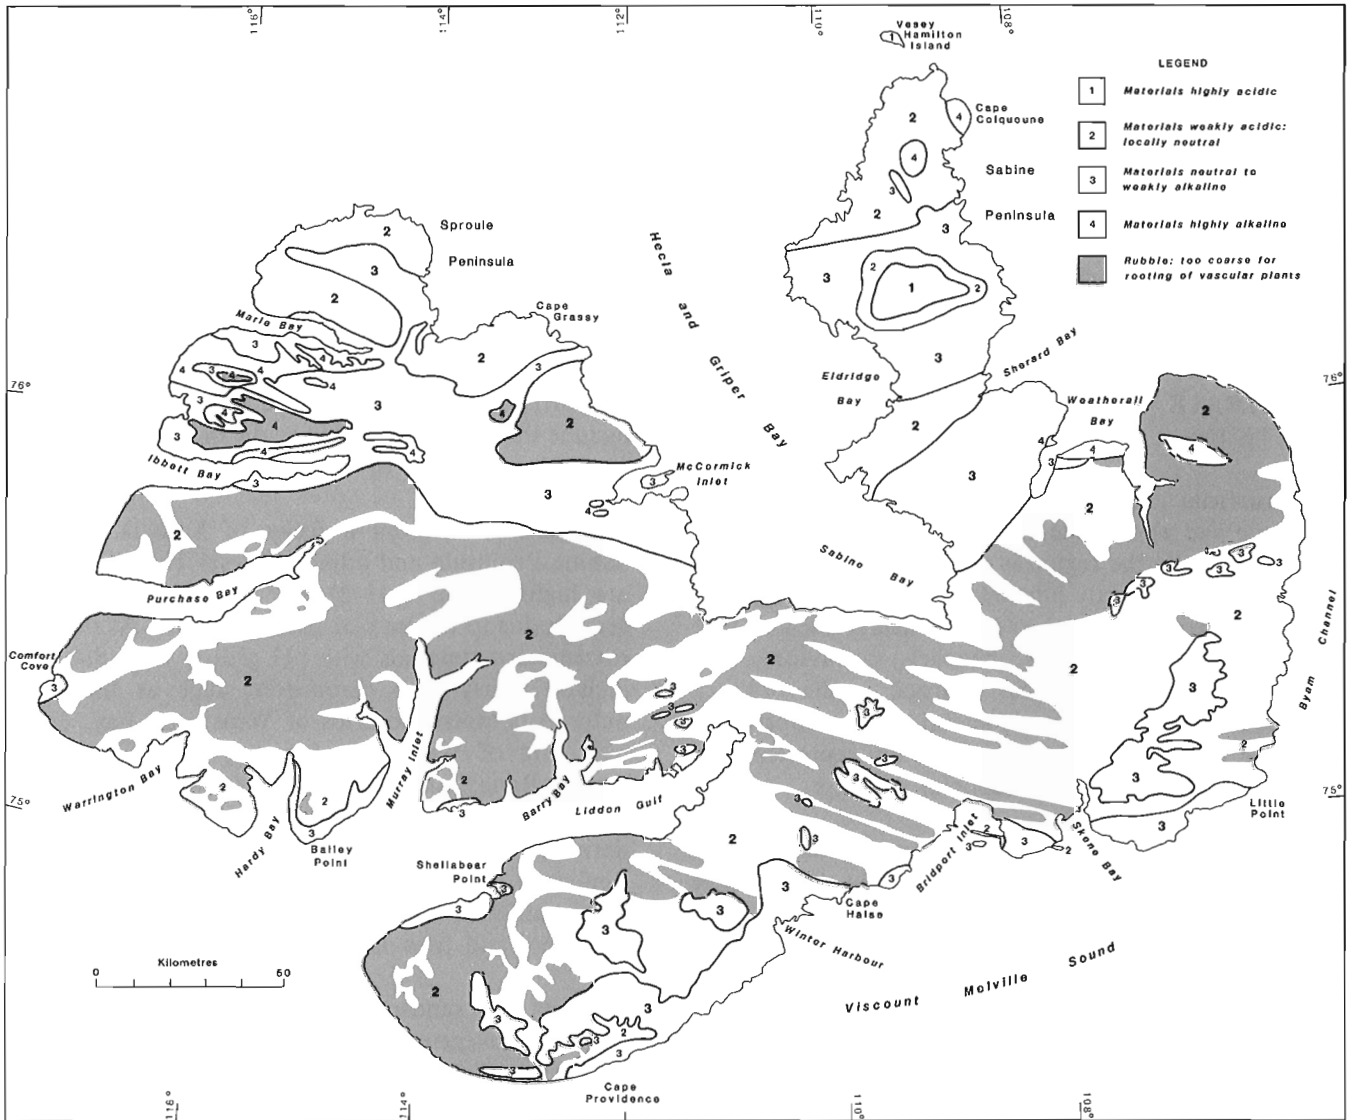 116°
114°
112°
110°
108°
Vesey
Hamilton
Island
1
LEGEND
1 Materials highly acidic
2 Materials weakly acidic:
locally neutral
3 Materials neutral to
weakly alkaline
4 Materials highly alkaline
Rubble: too coarse for
rooting of vascular plants
Cape
Colquoune
Sabine
Peninsula
Sproule
Peninsula
Hecla and Griper Bay
Marie Bay
Cape
Grassy
Eldridge
Bay
Sherard Bay
Weatherall
Bay
76°
76°
Ibbett Bay
McCormick
Inlet
Sabine Bay
Purchase Bay
Comfort
Cove
Byam Channel
Warrington Bay
Murray Inlet
Barry Bay
Liddon Gulf
Hardy Bay
Bailey
Point
75°
75°
Little
Point
Skene Bay
Bridport Inlet
Shellabear
Point
Cape
Halse
Winter Harbour
Viscount Melville Sound
Kilometres
0 50
Cape
Providence
116°
114°
110°
108°